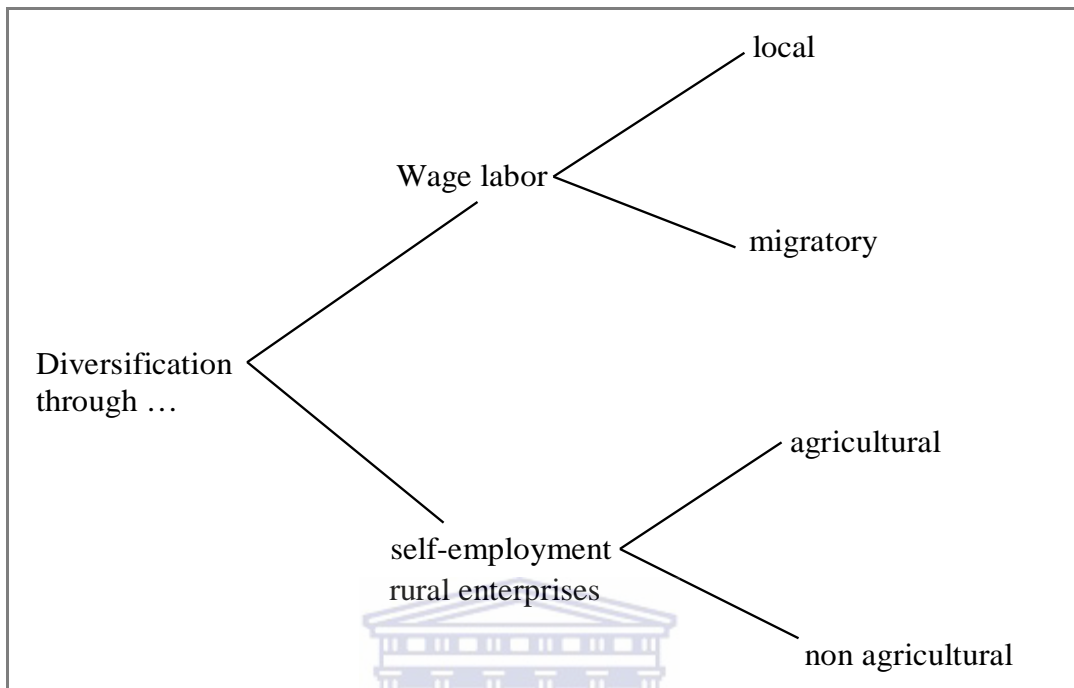 local
Wage labor
migratory
Diversification
through …
agricultural
self-employment
rural enterprises
non agricultural